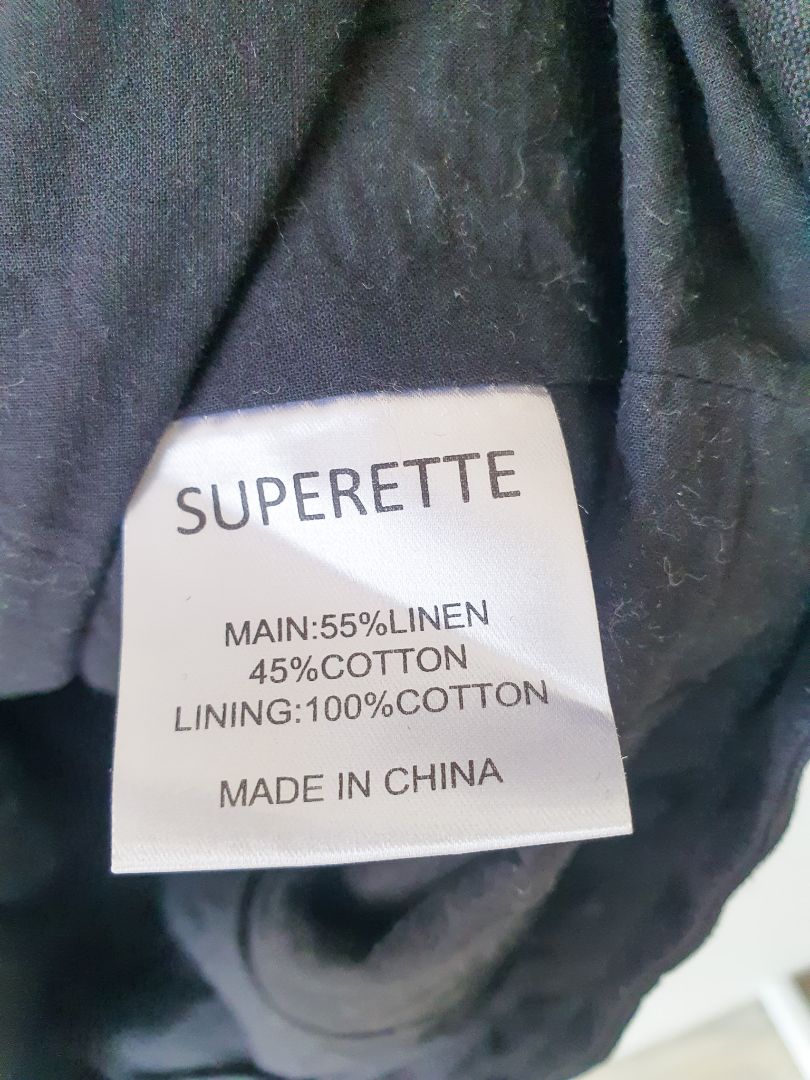 SUPERETTE
MAIN:55%LINEN
45%COTTON
LINING:100%COTTON
MADE IN CHINA